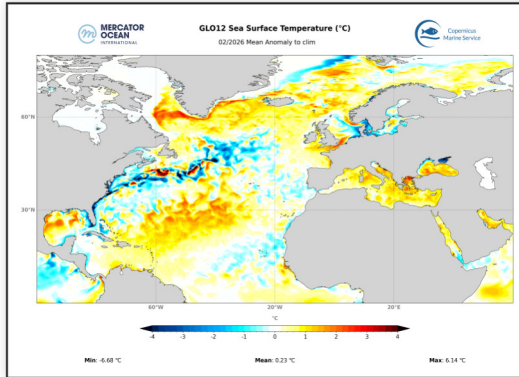 MERCATOR
OCEAN
INTERNATIONAL
GLO12 Sea Surface Temperature (°C)
02/2026 Mean Anomaly to clim
Copernicus
Marine Service
60°N
30°N
60°W
20°W
20°E
°C
-4 -3 -2 -1 0 1 2 3 4
Min: -6.68 °C
Mean: 0.23 °C
Max: 6.14 °C